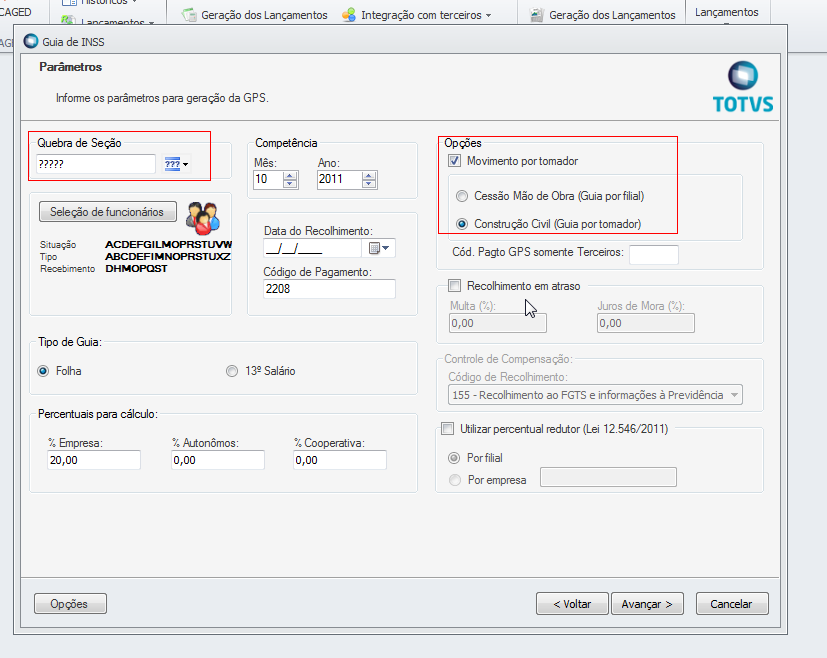 CAGED
Históricos
Lançamentos
Geração dos Lançamentos
Integração com terceiros
Geração dos Lançamentos
Lançamentos
Guia de INSS
Parâmetros
Informe os parâmetros para geração da GPS.
TOTVS
Quebra de Seção
?????
???
Competência
Mês:
Ano:
10
2011
Opções
Movimento por tomador
Cessão Mão de Obra (Guia por filial)
Construção Civil (Guia por tomador)
Cód. Pagto GPS somente Terceiros:
Seleção de funcionários
Situação
ACDEFGILMOPRSTUVW
Tipo
ABCDEFIMNOPRSTUXZ
Recebimento
DHMOPQST
Data do Recolhimento:
__/__/____
Código de Pagamento:
2208
Recolhimento em atraso
Multa (%):
Juros de Mora (%):
0,00
0,00
Tipo de Guia:
Folha
13º Salário
Controle de Compensação:
Código de Recolhimento:
155 - Recolhimento ao FGTS e informações à Previdência
Percentuais para cálculo:
% Empresa:
% Autonômos:
% Cooperativa:
20,00
0,00
0,00
Utilizar percentual redutor (Lei 12.546/2011)
Por filial
Por empresa
Opções
< Voltar
Avançar >
Cancelar